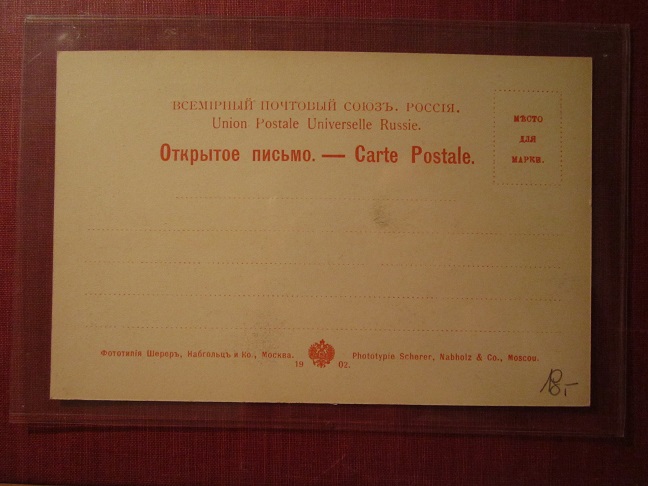 ВСЕМІРНЫЙ ПОЧТОВЫЙ СОЮЗЪ. РОССІЯ.
Union Postale Universelle Russie.
Открытое письмо. — Carte Postale.
МѢСТО
ДЛЯ
МАРКИ.
Фототипія Шереръ, Набгольцъ и Ко., Москва.
Phototypie Scherer, Nabholz & Co., Moscou.
19 02.
18.-